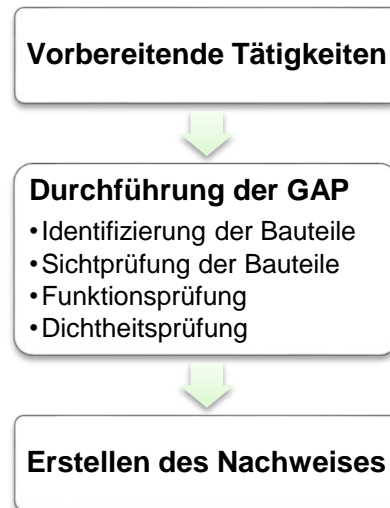 Vorbereitende Tätigkeiten
Durchführung der GAP
•Identifizierung der Bauteile
•Sichtprüfung der Bauteile
•Funktionsprüfung
•Dichtheitsprüfung
Erstellen des Nachweises